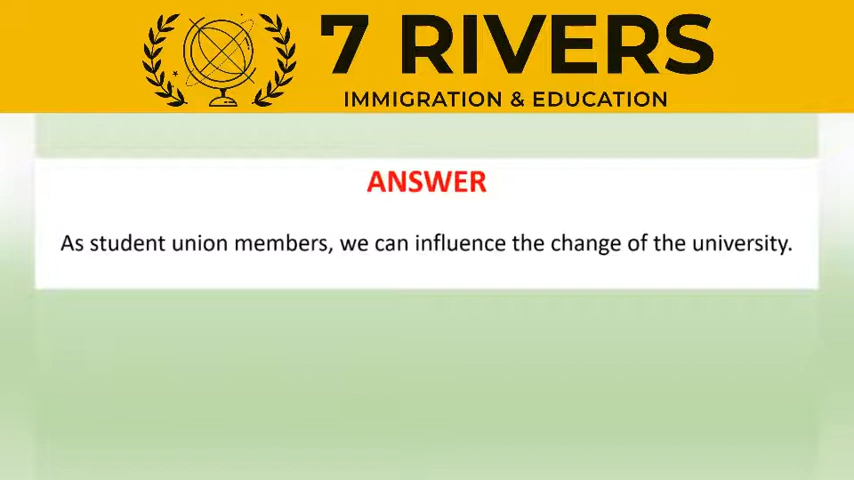 7 RIVERS
IMMIGRATION & EDUCATION
ANSWER
As student union members, we can influence the change of the university.